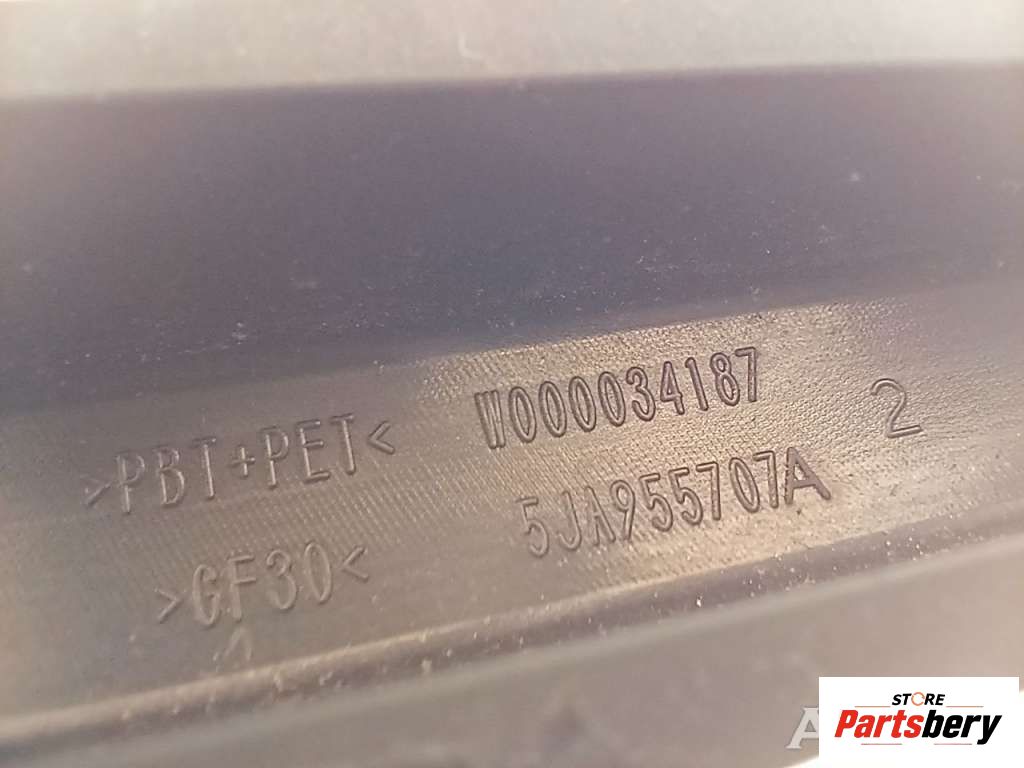 >PBT+PET< W000034187
>GF30< 5JA955707A 2
STORE
Partsbery